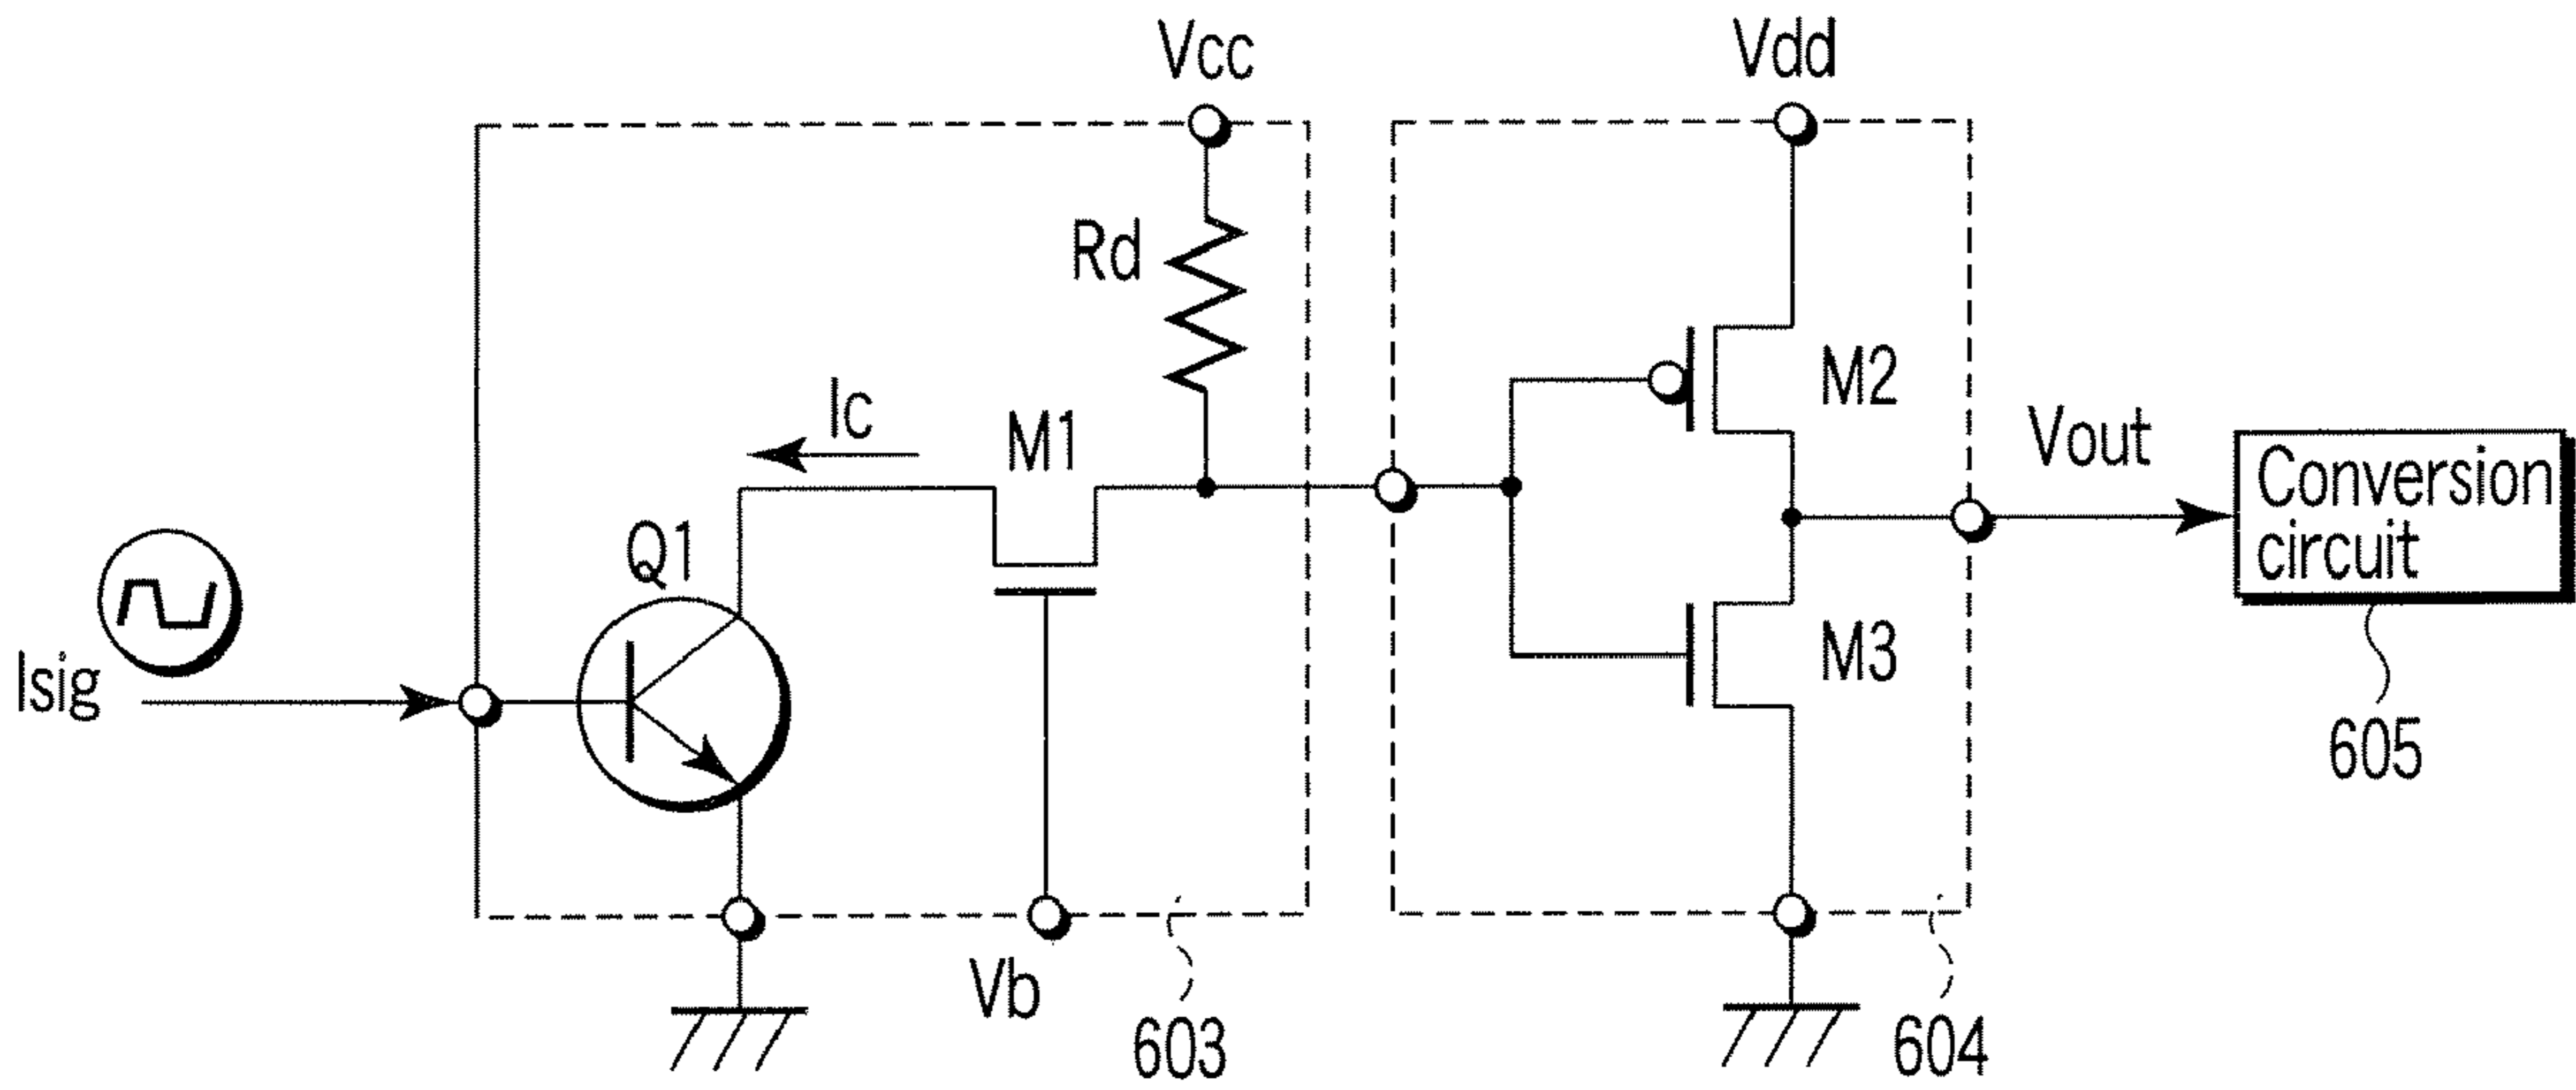 Vcc
Vdd
Rd
Ic
M1
M2
Vout
Conversion
circuit
Q1
Isig
M3
605
Vb
603
604